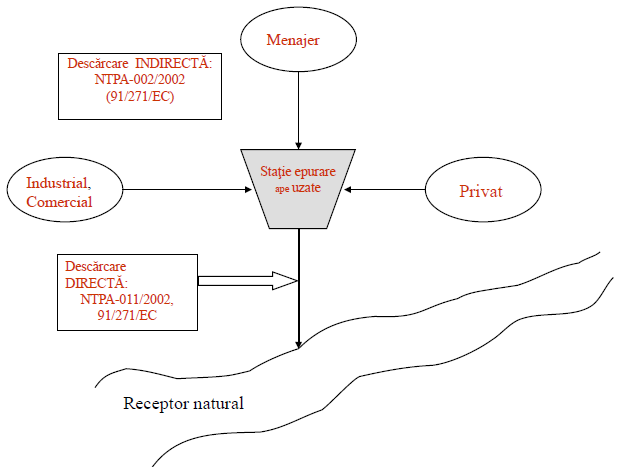 Menajer
Descărcare INDIRECTĂ:
NTPA-002/2002
(91/271/EC)
Staţie epurare
ape uzate
Industrial,
Comercial
Privat
Descărcare
DIRECTĂ:
NTPA-011/2002,
91/271/EC
Receptor natural